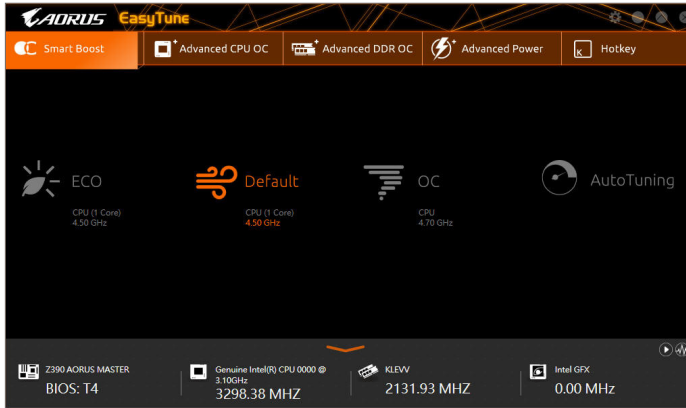 AORUS EasyTune
Smart Boost
Advanced CPU OC
Advanced DDR OC
Advanced Power
K
Hotkey
ECO
CPU (1 Core)
4.50 GHz
Default
CPU (1 Core)
4.50 GHz
OC
CPU
4.70 GHz
AutoTuning
Z390 AORUS MASTER
BIOS: T4
Genuine Intel(R) CPU 0000 @
3.10GHz
3298.38 MHZ
KLEVV
2131.93 MHZ
Intel GFX
0.00 MHz